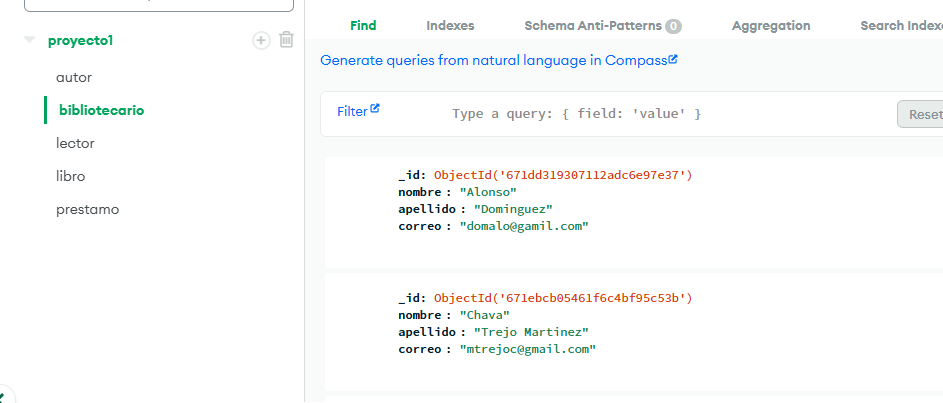 Find Indexes Schema Anti-Patterns 0 Aggregation Search Indexe
proyecto1
Generate queries from natural language in Compass
autor
bibliotecario
Filter Type a query: { field: 'value' } Reset
lector
libro
prestamo
_id: ObjectId('671dd319307112adc6e97e37')
nombre : "Alonso"
apellido : "Dominguez"
correo : "domalo@gamil.com"
_id: ObjectId('671ebcb05461f6c4bf95c53b')
nombre : "Chava"
apellido : "Trejo Martinez"
correo : "mtrejoc@gmail.com"